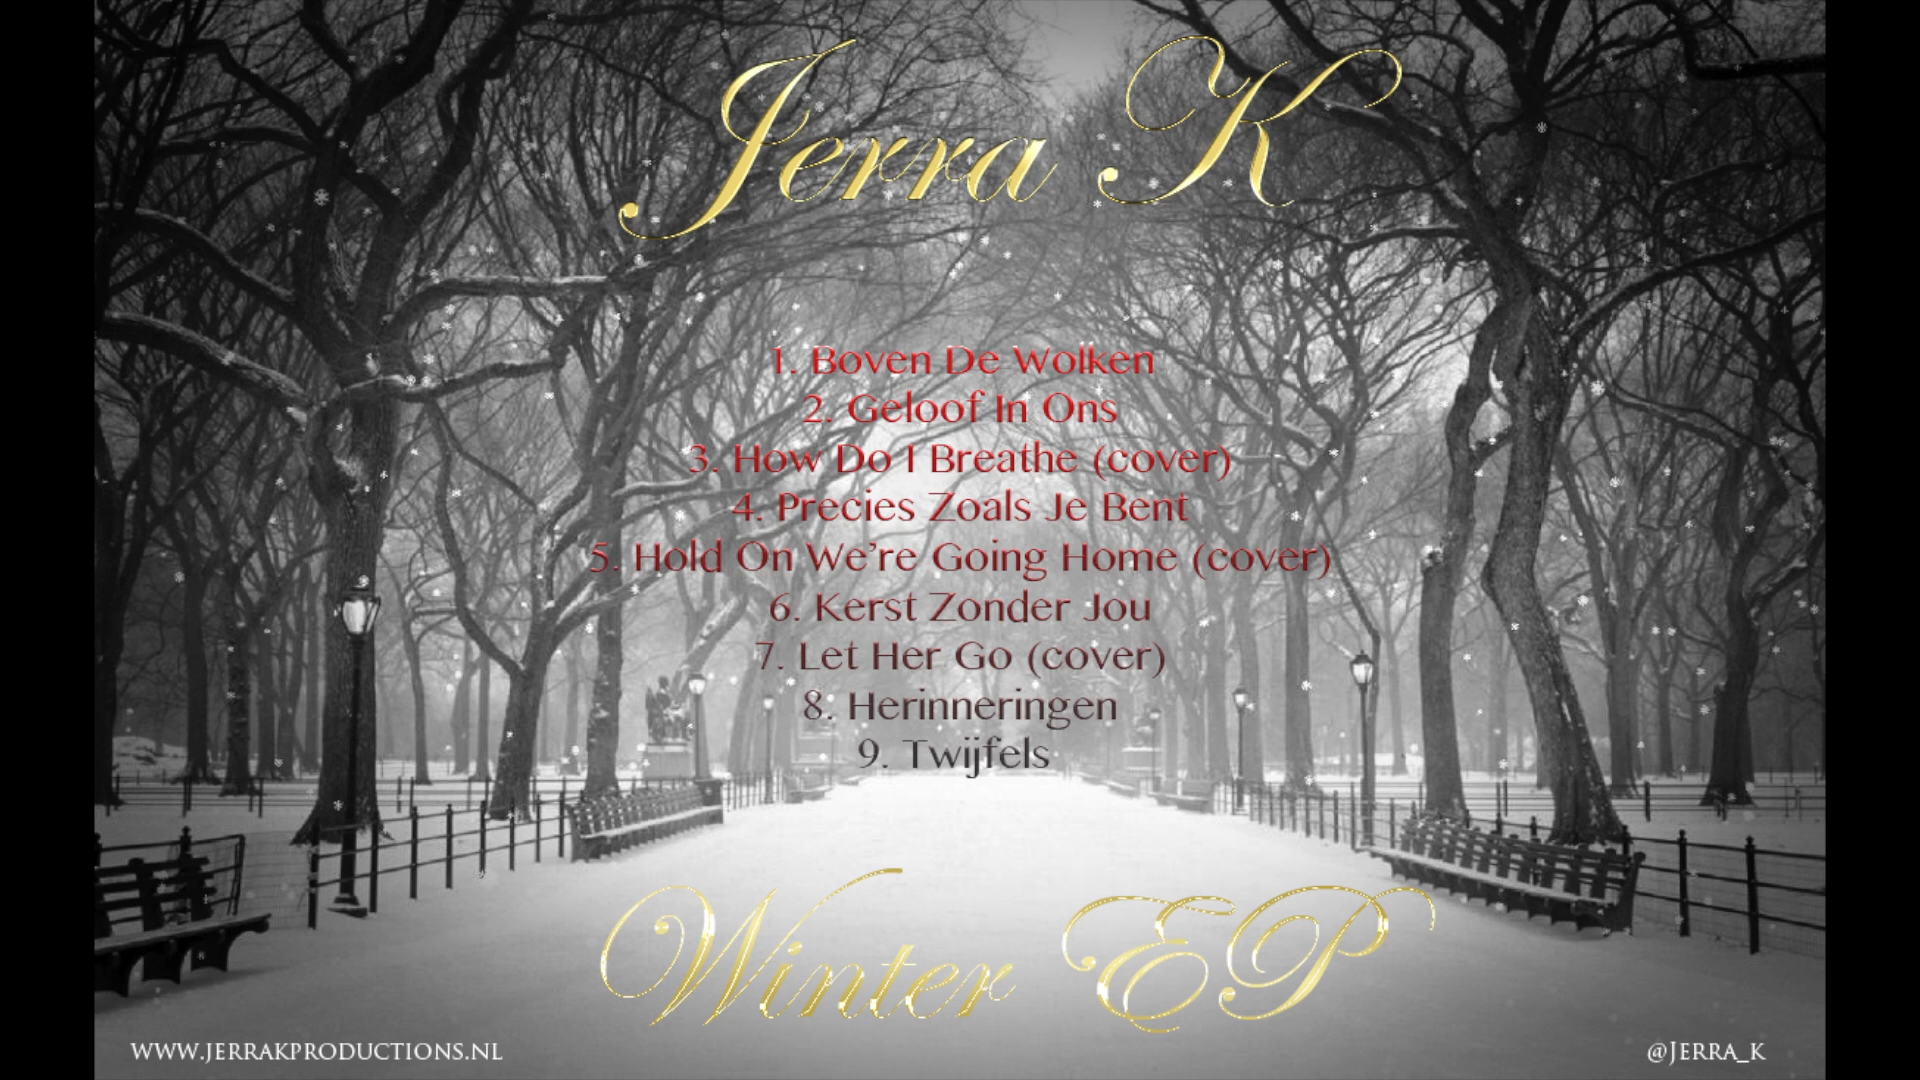 Jerra K
1. Boven De Wolken
2. Geloof In Ons
3. How Do I Breathe (cover)
4. Precies Zoals Je Bent
5. Hold On We're Going Home (cover)
6. Kerst Zonder Jou
7. Let Her Go (cover)
8. Herinneringen
9. Twijfels
Winter EP
WWW.JERRAKPRODUCTIONS.NL
@JERRA_K